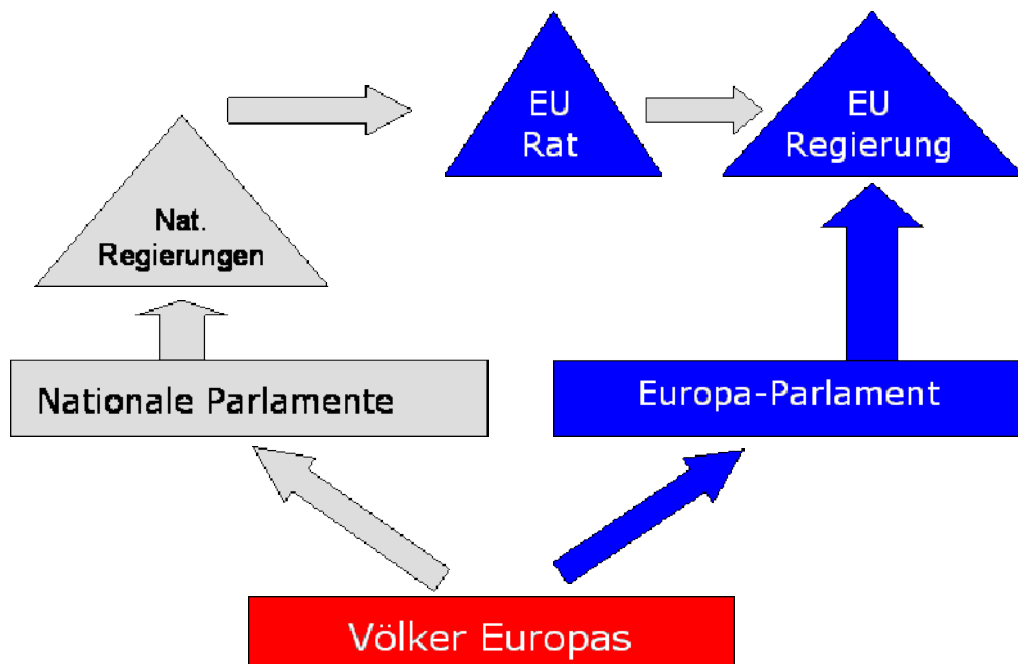 EU
Rat
EU
Regierung
Nat.
Regierungen
Nationale Parlamente
Europa-Parlament
Völker Europas